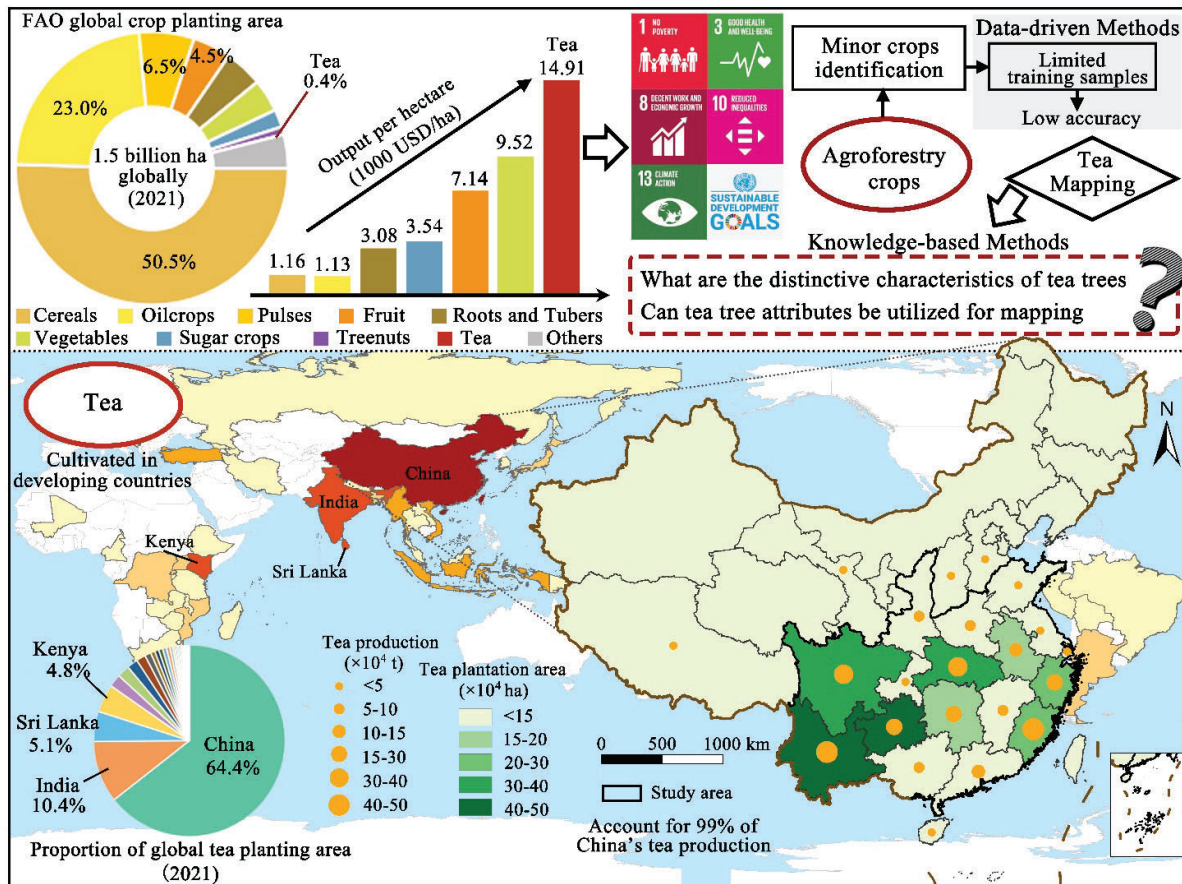 FAO global crop planting area
50.5%
23.0%
6.5%
4.5%
Tea
0.4%
1.5 billion ha
globally
(2021)
Output per hectare
(1000 USD/ha)
1.16
1.13
3.08
3.54
7.14
9.52
Tea
14.91
Cereals
Oilcrops
Pulses
Fruit
Roots and Tubers
Vegetables
Sugar crops
Treenuts
Tea
Others
1 NO
POVERTY
3 GOOD HEALTH
AND WELL-BEING
8 DECENT WORK AND
ECONOMIC GROWTH
10 REDUCED
INEQUALITIES
13 CLIMATE
ACTION
SUSTAINABLE
DEVELOPMENT
GOALS
Minor crops
identification
Agroforestry
crops
Data-driven Methods
Limited
training samples
Low accuracy
Tea
Mapping
Knowledge-based Methods
What are the distinctive characteristics of tea trees
Can tea tree attributes be utilized for mapping
?
Tea
Cultivated in
developing countries
China
India
Kenya
Sri Lanka
N
Kenya
4.8%
Sri Lanka
5.1%
India
10.4%
China
64.4%
Proportion of global tea planting area
(2021)
Tea production
(×10⁴ t)
<5
5-10
10-15
15-30
30-40
40-50
Tea plantation area
(×10⁴ ha)
<15
15-20
20-30
30-40
40-50
0 500 1000 km
Study area
Account for 99% of
China's tea production